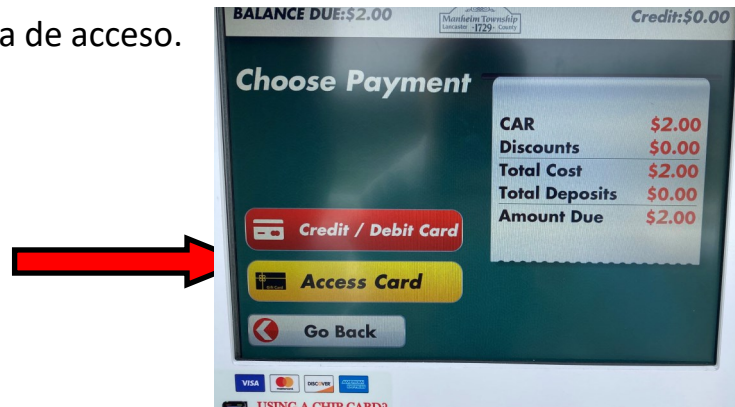 a de acceso.
BALANCE DUE:$2.00
Manheim Township
Lancaster -1729- County
Credit:$0.00
Choose Payment
CAR $2.00
Discounts $0.00
Total Cost $2.00
Total Deposits $0.00
Amount Due $2.00
Credit / Debit Card
Access Card
Go Back
VISA
DISCOVER
USING A CHIP CARD?